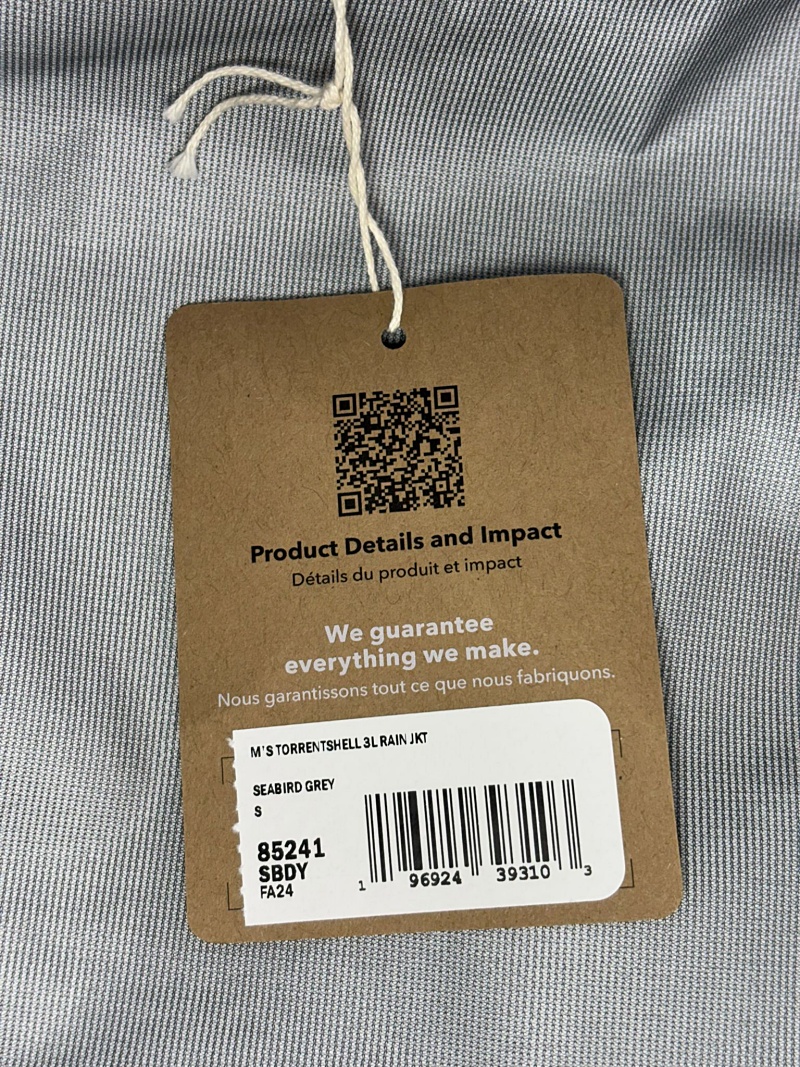 Product Details and Impact
Détails du produit et impact
We guarantee
everything we make.
Nous garantissons tout ce que nous fabriquons.
M'S TORRENTSHELL 3L RAIN JKT
SEABIRD GREY
S
85241
SBDY
FA24
1 96924 39310 3